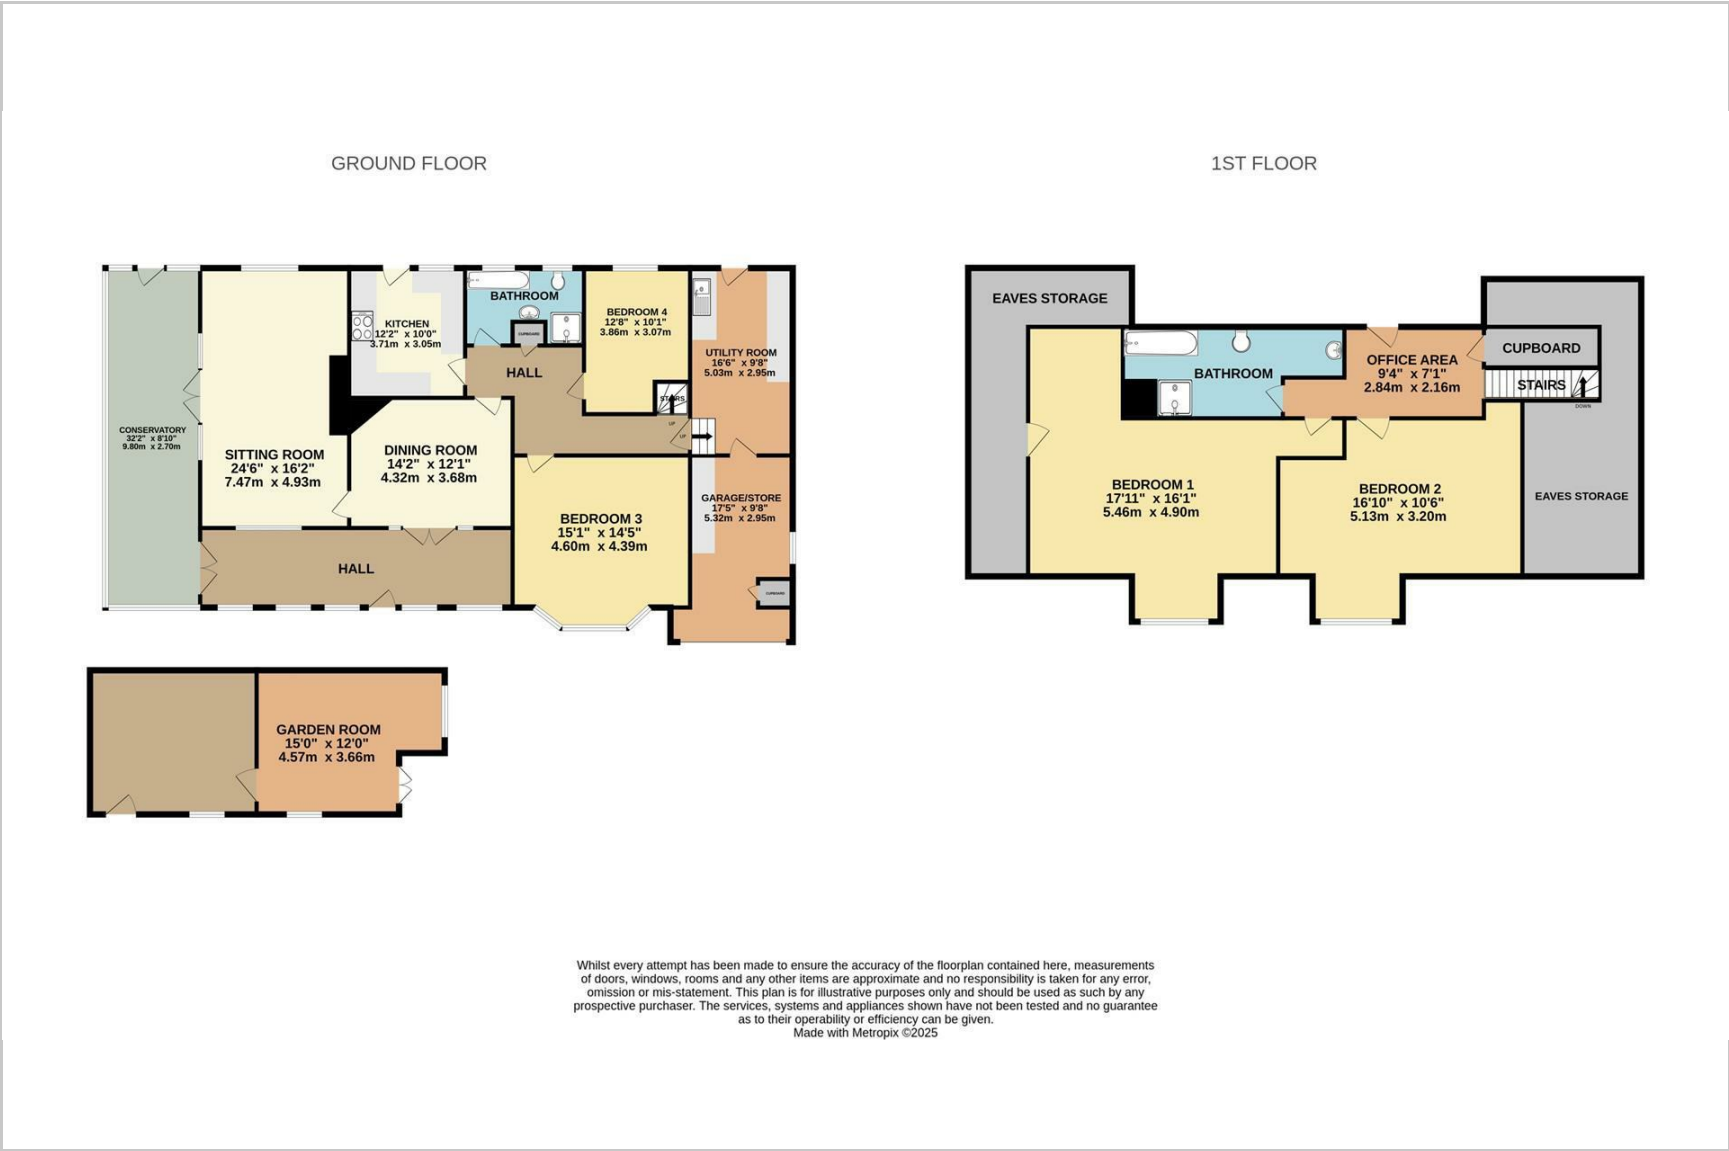 GROUND FLOOR
1ST FLOOR
CONSERVATORY
32'2" x 8'10"
9.80m x 2.70m
SITTING ROOM
24'6" x 16'2"
7.47m x 4.93m
KITCHEN
12'2" x 10'0"
3.71m x 3.05m
BATHROOM
CUPBOARD
HALL
BEDROOM 4
12'8" x 10'1"
3.86m x 3.07m
STAIRS
UP
UP
UTILITY ROOM
16'6" x 9'8"
5.03m x 2.95m
DINING ROOM
14'2" x 12'1"
4.32m x 3.68m
BEDROOM 3
15'1" x 14'5"
4.60m x 4.39m
GARAGE/STORE
17'5" x 9'8"
5.32m x 2.95m
CUPBOARD
HALL
GARDEN ROOM
15'0" x 12'0"
4.57m x 3.66m
EAVES STORAGE
BATHROOM
OFFICE AREA
9'4" x 7'1"
2.84m x 2.16m
CUPBOARD
STAIRS
DOWN
BEDROOM 1
17'11" x 16'1"
5.46m x 4.90m
BEDROOM 2
16'10" x 10'6"
5.13m x 3.20m
EAVES STORAGE
Whilst every attempt has been made to ensure the accuracy of the floorplan contained here, measurements
of doors, windows, rooms and any other items are approximate and no responsibility is taken for any error,
omission or mis-statement. This plan is for illustrative purposes only and should be used as such by any
prospective purchaser. The services, systems and appliances shown have not been tested and no guarantee
as to their operability or efficiency can be given.
Made with Metropix ©2025